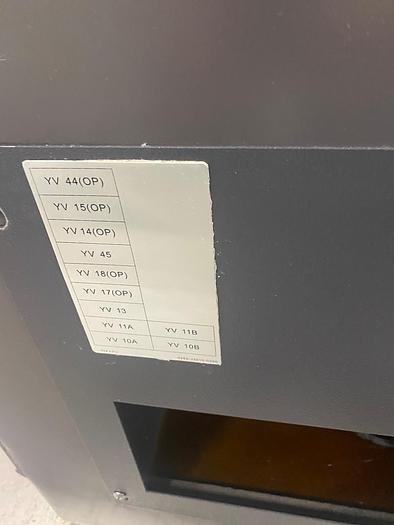 YV 44(OP)
YV 15(OP)
YV 14(OP)
YV 45
YV 18(OP)
YV 17(OP)
YV 13
YV 11A YV 11B
YV 10A YV 10B